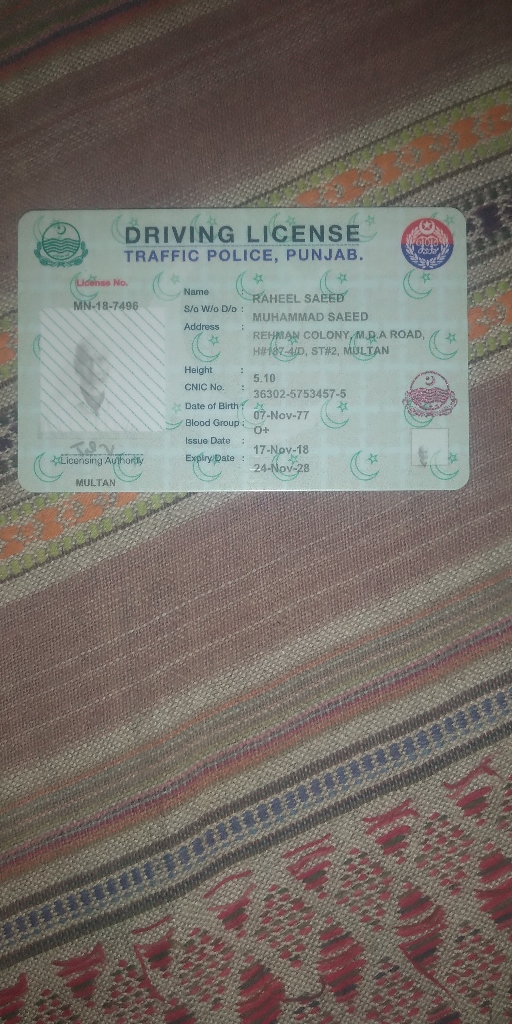 DRIVING LICENSE
TRAFFIC POLICE, PUNJAB.
License No.
MN-18-7496
Name RAHEEL SAEED
S/o W/o D/o : MUHAMMAD SAEED
Address : REHMAN COLONY, M.D.A ROAD,
H#187-4/D, ST#2, MULTAN
Height : 5.10
CNIC No. : 36302-5753457-5
Date of Birth : 07-Nov-77
Blood Group : O+
Issue Date : 17-Nov-18
Expiry Date : 24-Nov-28
Licensing Authority
MULTAN